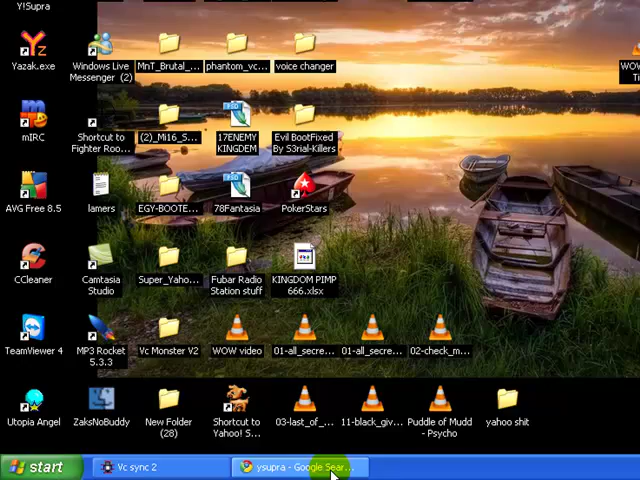 Y!Supra
Yazak.exe
Windows Live
Messenger (2)
MnT_Brutal_...
phantom_vc...
voice changer
WOW
Ti
mIRC
Shortcut to
Fighter Roo...
(2)_Mi16_S...
PSD
17ENEMY
KINGDEM
Evil BootFixed
By S3rial-Killers
AVG Free 8.5
lamers
EGY-BOOTE...
PSD
78Fantasia
PokerStars
CCleaner
Camtasia
Studio
Super_Yaho...
Fubar Radio
Station stuff
KINGDOM PIMP
666.xlsx
TeamViewer 4
MP3 Rocket
5.3.3
Vc Monster V2
WOW video
01-all_secre...
01-all_secre...
02-check_m...
Utopia Angel
ZaksNoBuddy
New Folder
(28)
Shortcut to
Yahoo! S...
03-last_of_...
11-black_giv...
Puddle of Mudd
- Psycho
yahoo shit
start
Vc sync 2
ysupra - Google Sear...